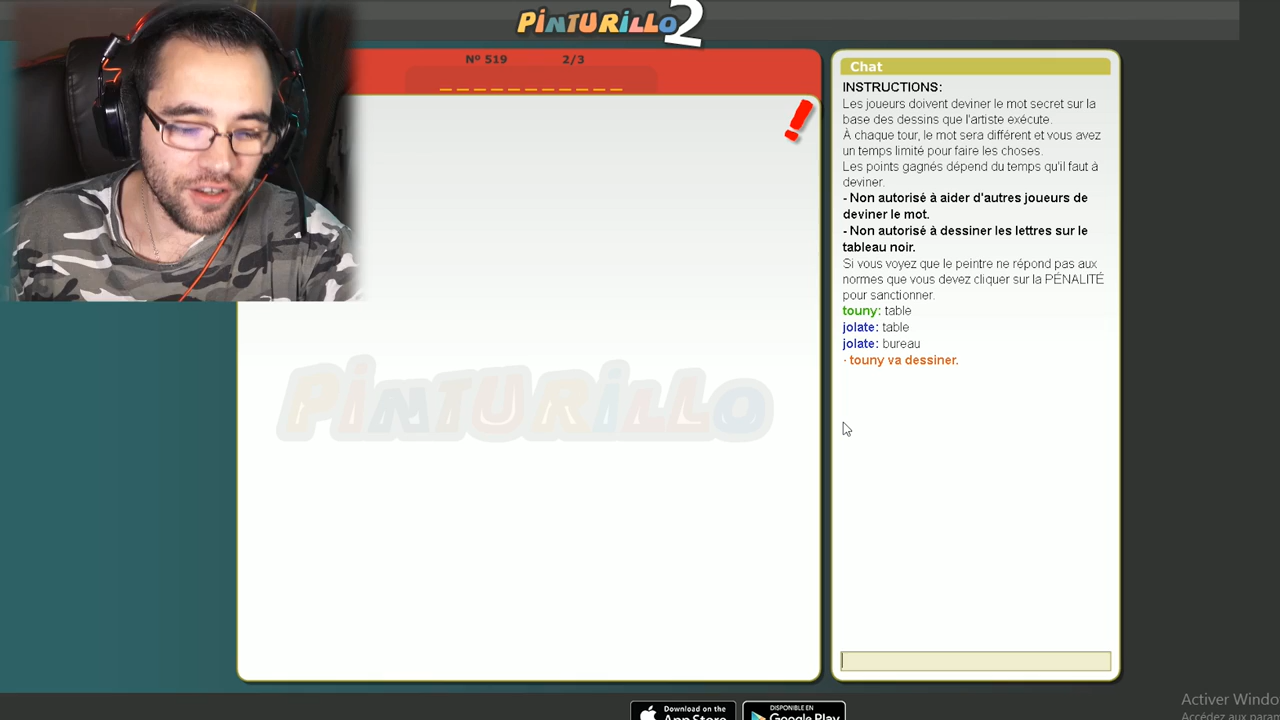 PiNTURiLLO2
Nº 519 2/3
PiNTURiLLO
Chat
INSTRUCTIONS:
Les joueurs doivent deviner le mot secret sur la
base des dessins que l'artiste exécute.
À chaque tour, le mot sera différent et vous avez
un temps limité pour faire les choses.
Les points gagnés dépend du temps qu'il faut à
deviner.
- Non autorisé à aider d'autres joueurs de
deviner le mot.
- Non autorisé à dessiner les lettres sur le
tableau noir.
Si vous voyez que le peintre ne répond pas aux
normes que vous devez cliquer sur la PÉNALITÉ
pour sanctionner.
touny: table
jolate: table
jolate: bureau
· touny va dessiner.
Download on the
App Store
DISPONIBLE EN
Google Play
Activer Windo
Accédez aux param